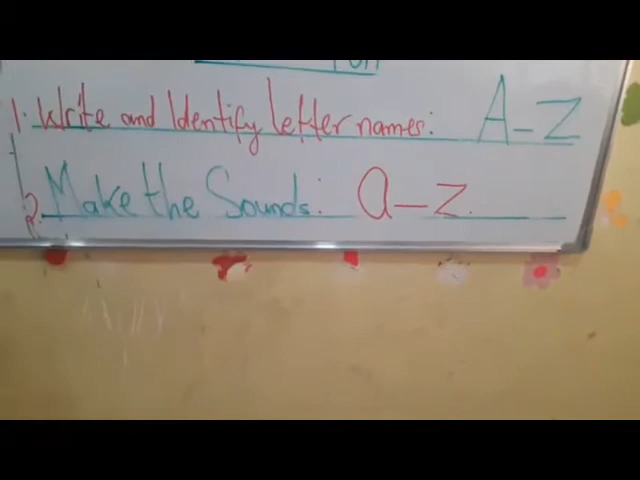 1. Write and Identify letter names: A-Z
2. Make the Sounds: a-z.